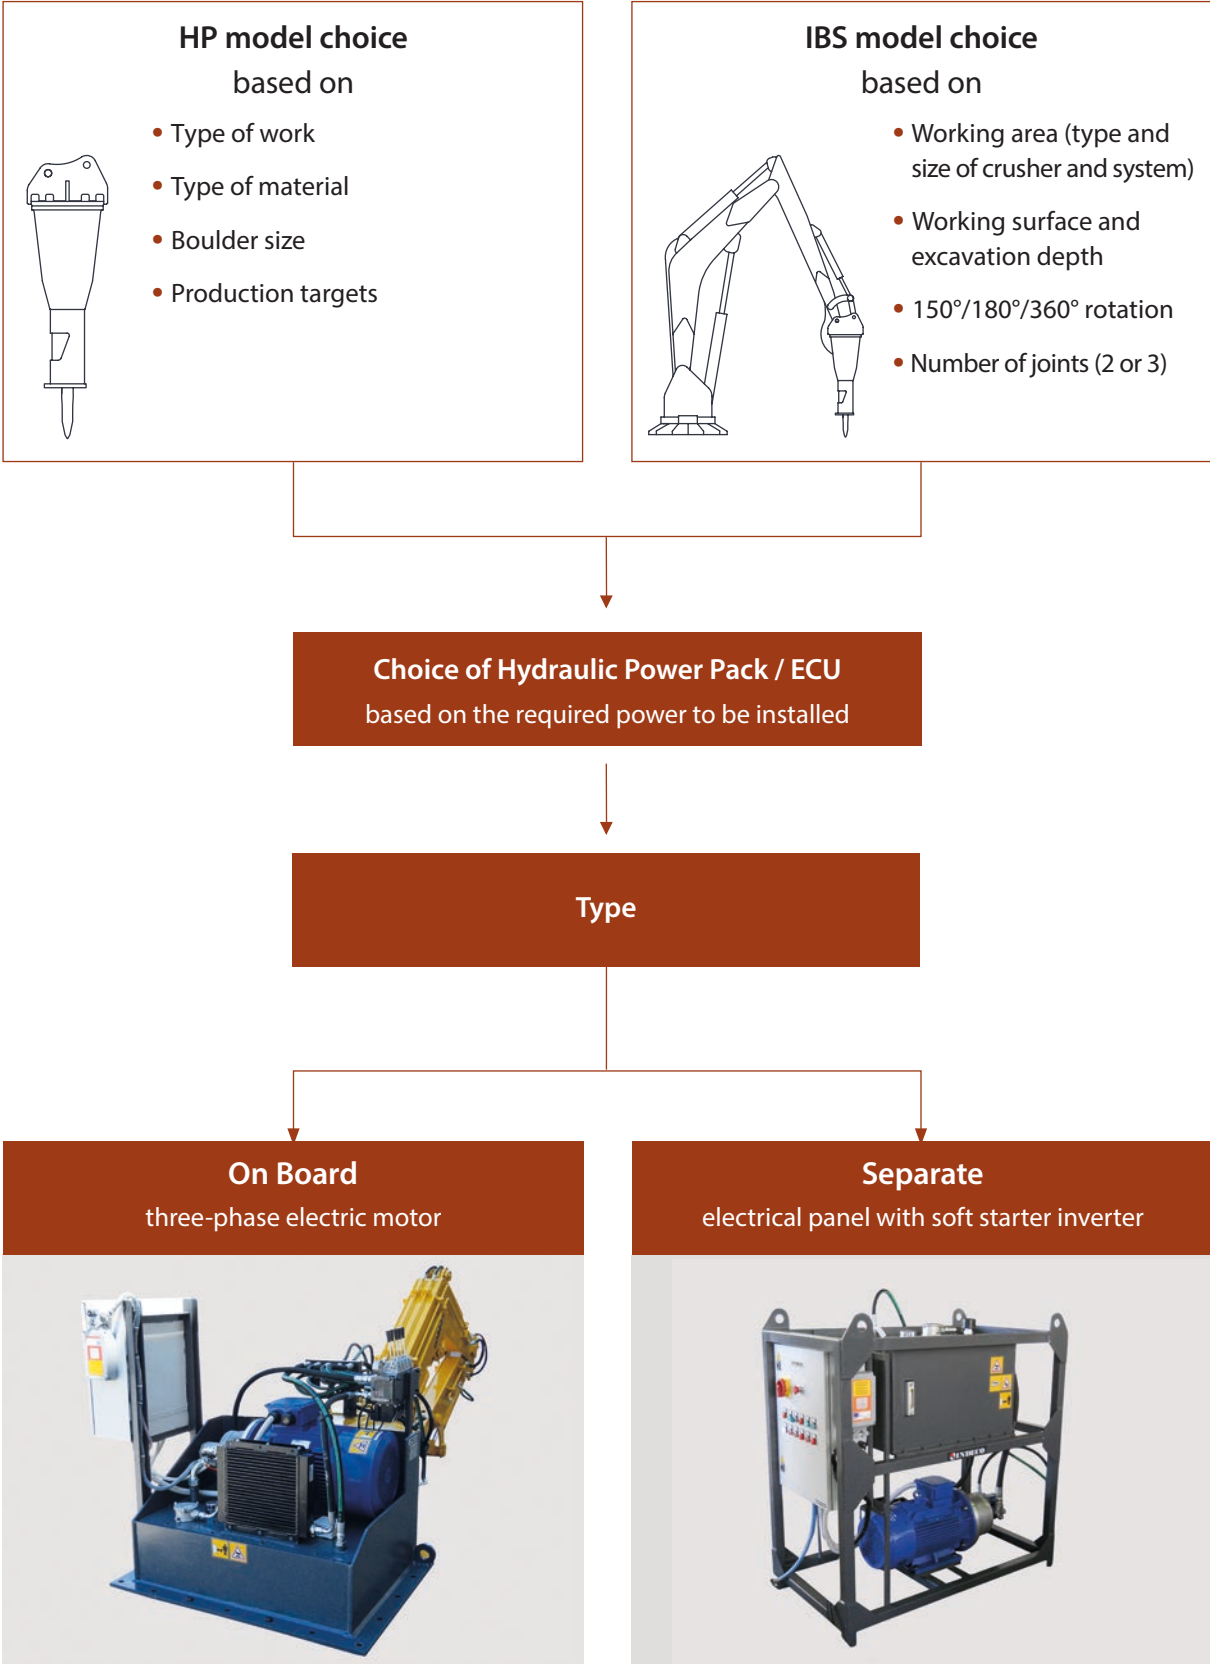 HP model choice
based on
• Type of work
• Type of material
• Boulder size
• Production targets
IBS model choice
based on
• Working area (type and
size of crusher and system)
• Working surface and
excavation depth
• 150°/180°/360° rotation
• Number of joints (2 or 3)
Choice of Hydraulic Power Pack / ECU
based on the required power to be installed
Type
On Board
three-phase electric motor
Separate
electrical panel with soft starter inverter
INDECO